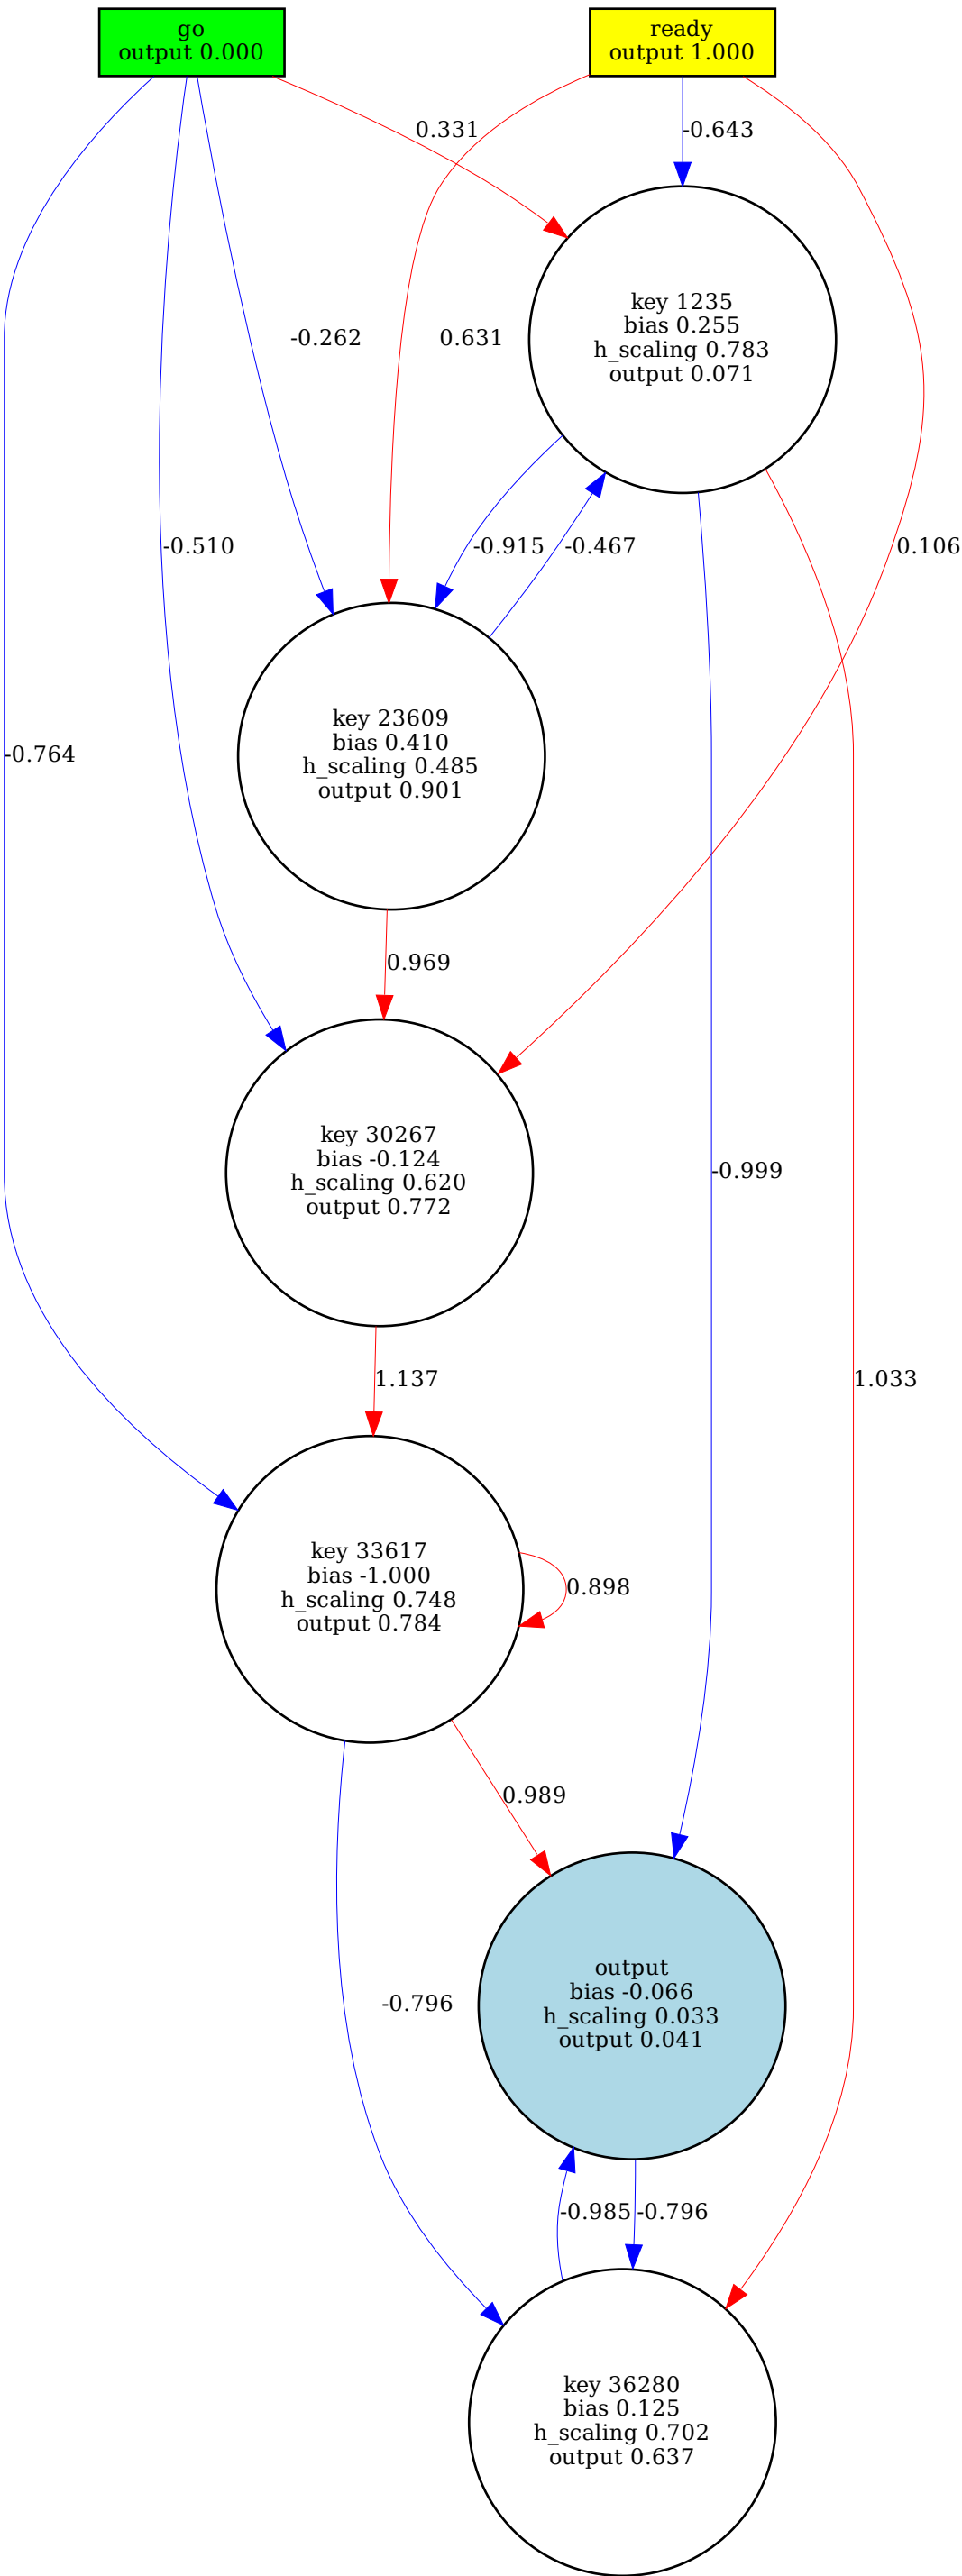 go
output 0.000
ready
output 1.000
0.331
-0.643
key 1235
bias 0.255
h_scaling 0.783
output 0.071
-0.262
0.631
-0.510
-0.915
-0.467
0.106
key 23609
bias 0.410
h_scaling 0.485
output 0.901
-0.764
0.969
key 30267
bias -0.124
h_scaling 0.620
output 0.772
-0.999
1.137
1.033
key 33617
bias -1.000
h_scaling 0.748
output 0.784
0.898
0.989
output
bias -0.066
h_scaling 0.033
output 0.041
-0.796
-0.985
-0.796
key 36280
bias 0.125
h_scaling 0.702
output 0.637